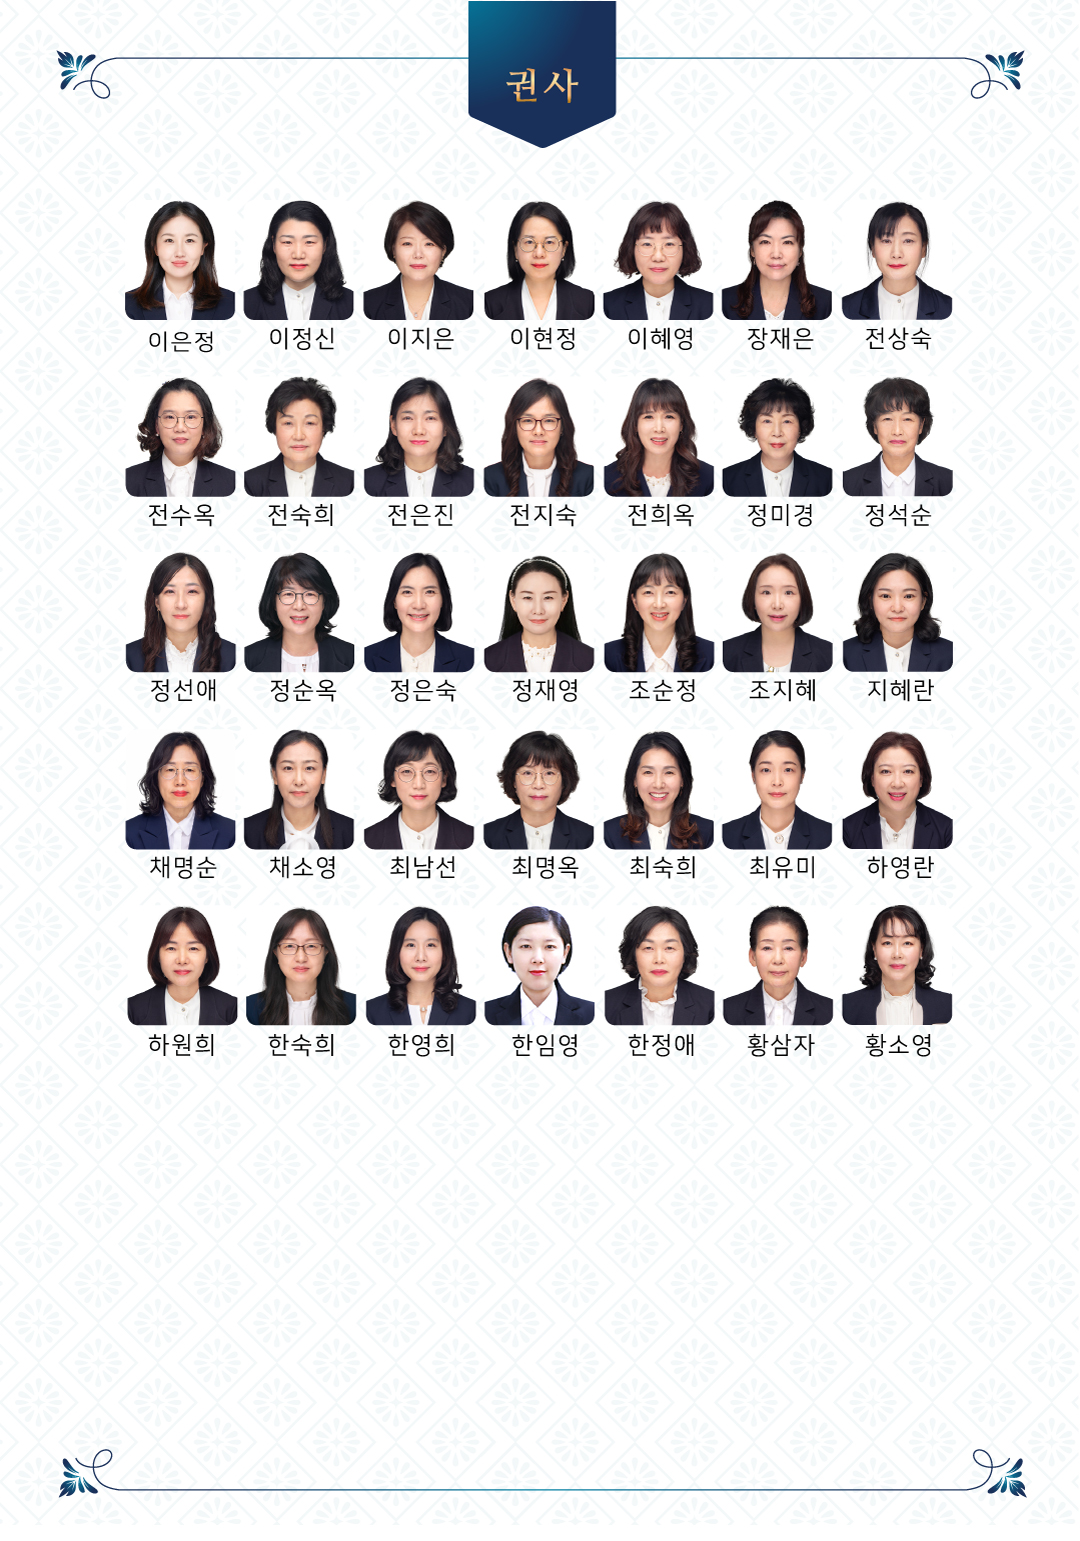 권사
이은정 이정신 이지은 이현정 이혜영 장재은 전상숙
전수옥 전숙희 전은진 전지숙 전희옥 정미경 정석순
정선애 정순옥 정은숙 정재영 조순정 조지혜 지혜란
채명순 채소영 최남선 최명옥 최숙희 최유미 하영란
하원희 한숙희 한영희 한임영 한정애 황삼자 황소영